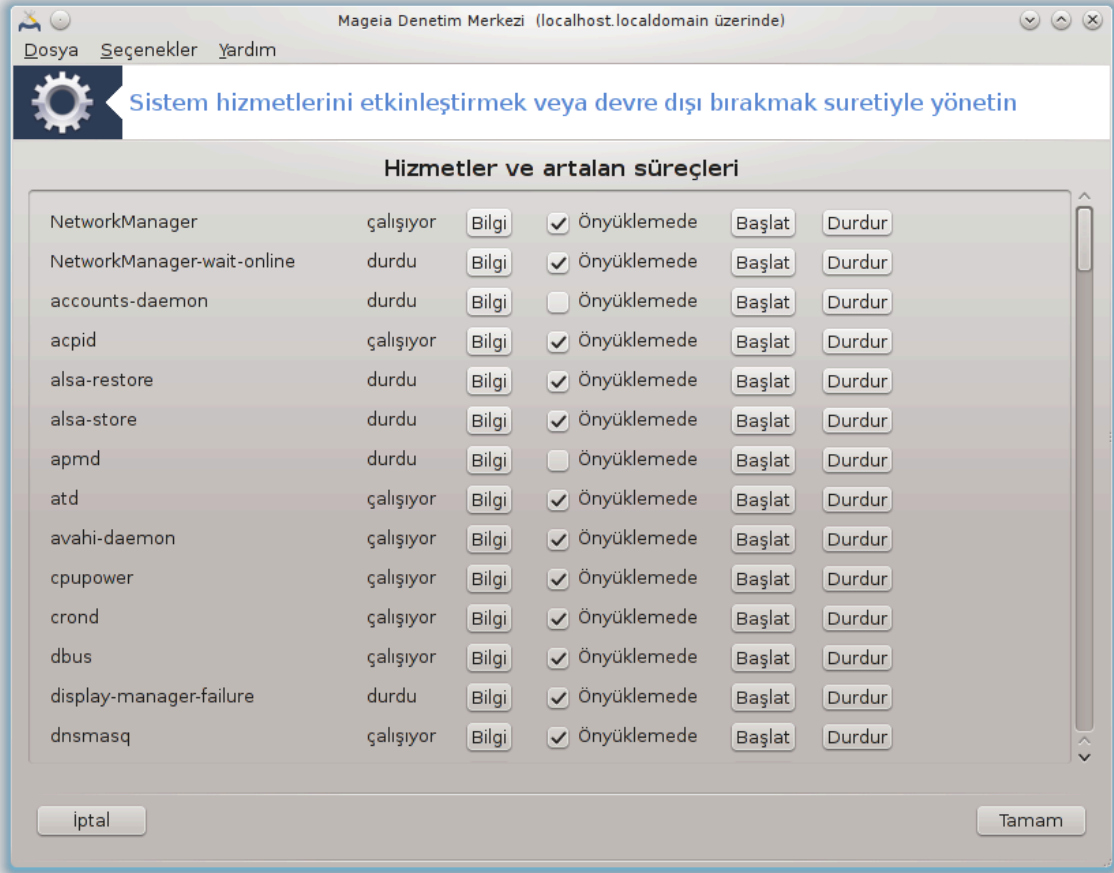 Mageia Denetim Merkezi (localhost.localdomain üzerinde)
Dosya Seçenekler Yardım
Sistem hizmetlerini etkinleştirmek veya devre dışı bırakmak suretiyle yönetin
Hizmetler ve artalan süreçleri
NetworkManager çalışıyor Bilgi Önyüklemede Başlat Durdur
NetworkManager-wait-online durdu Bilgi Önyüklemede Başlat Durdur
accounts-daemon durdu Bilgi Önyüklemede Başlat Durdur
acpid çalışıyor Bilgi Önyüklemede Başlat Durdur
alsa-restore durdu Bilgi Önyüklemede Başlat Durdur
alsa-store durdu Bilgi Önyüklemede Başlat Durdur
apmd durdu Bilgi Önyüklemede Başlat Durdur
atd çalışıyor Bilgi Önyüklemede Başlat Durdur
avahi-daemon çalışıyor Bilgi Önyüklemede Başlat Durdur
cpupower çalışıyor Bilgi Önyüklemede Başlat Durdur
crond çalışıyor Bilgi Önyüklemede Başlat Durdur
dbus çalışıyor Bilgi Önyüklemede Başlat Durdur
display-manager-failure durdu Bilgi Önyüklemede Başlat Durdur
dnsmasq çalışıyor Bilgi Önyüklemede Başlat Durdur
İptal Tamam